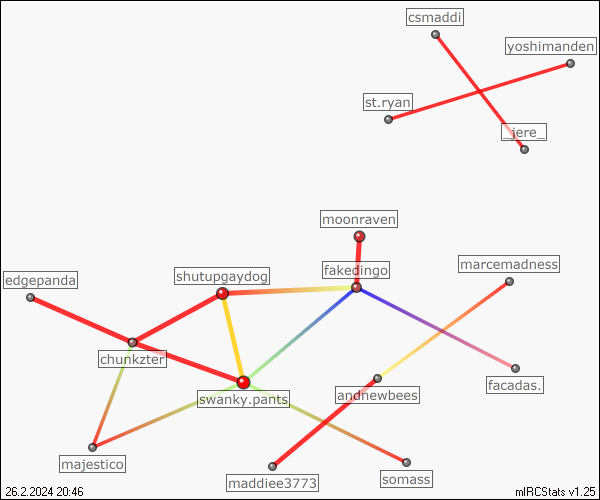 csmaddi
yoshimanden
st.ryan
_jere_
moonraven
marcemadness
fakedingo
shutupgaydog
edgepanda
chunkzter
facadas.
andnewbees
swanky.pants
majestico
somass
maddiee3773
26.2.2024 20:46
mIRCStats v1.25